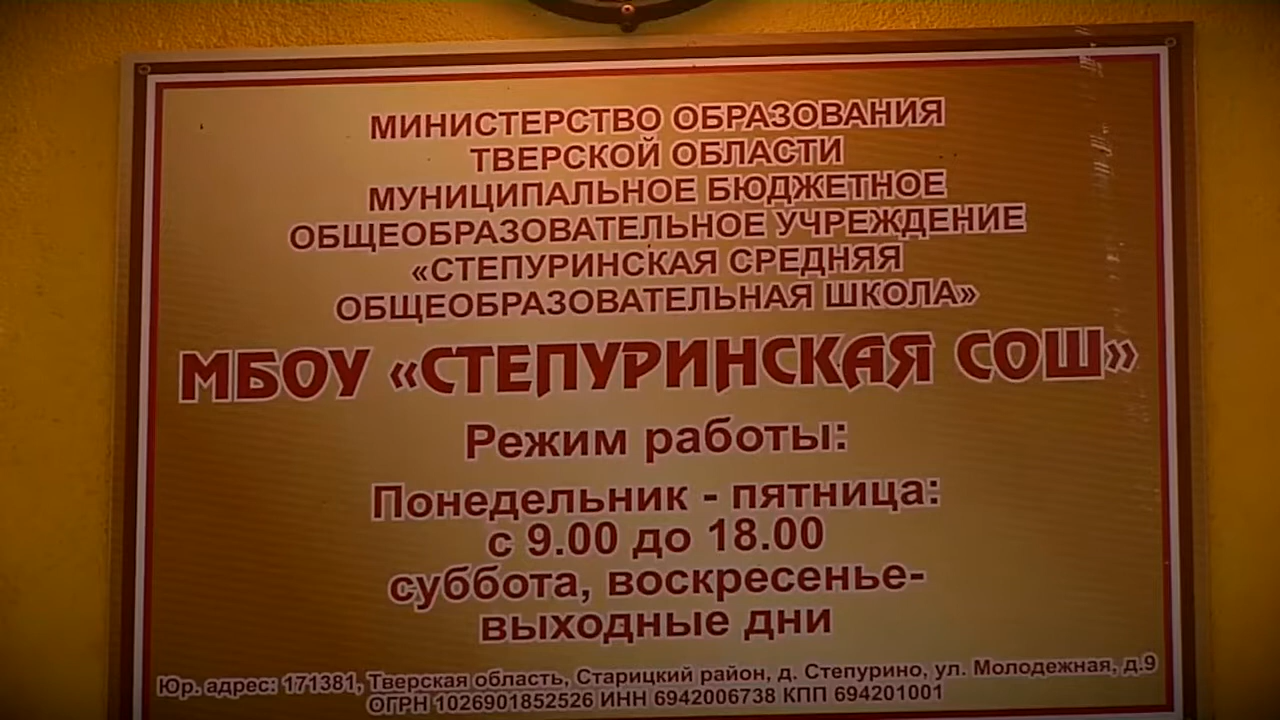 МИНИСТЕРСТВО ОБРАЗОВАНИЯ
ТВЕРСКОЙ ОБЛАСТИ
МУНИЦИПАЛЬНОЕ БЮДЖЕТНОЕ
ОБЩЕОБРАЗОВАТЕЛЬНОЕ УЧРЕЖДЕНИЕ
«СТЕПУРИНСКАЯ СРЕДНЯЯ
ОБЩЕОБРАЗОВАТЕЛЬНАЯ ШКОЛА»
МБОУ «СТЕПУРИНСКАЯ СОШ»
Режим работы:
Понедельник - пятница:
с 9.00 до 18.00
суббота, воскресенье-
выходные дни
Юр. адрес: 171381, Тверская область, Старицкий район, д. Степурино, ул. Молодежная, д.9
ОГРН 1026901852526 ИНН 6942006738 КПП 694201001